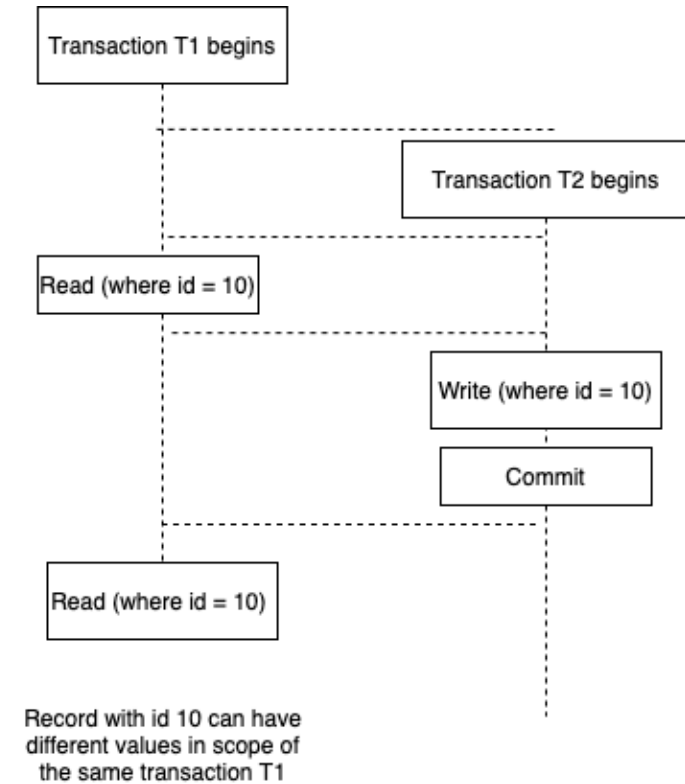 Transaction T1 begins
Transaction T2 begins
Read (where id = 10)
Write (where id = 10)
Commit
Read (where id = 10)
Record with id 10 can have
different values in scope of
the same transaction T1